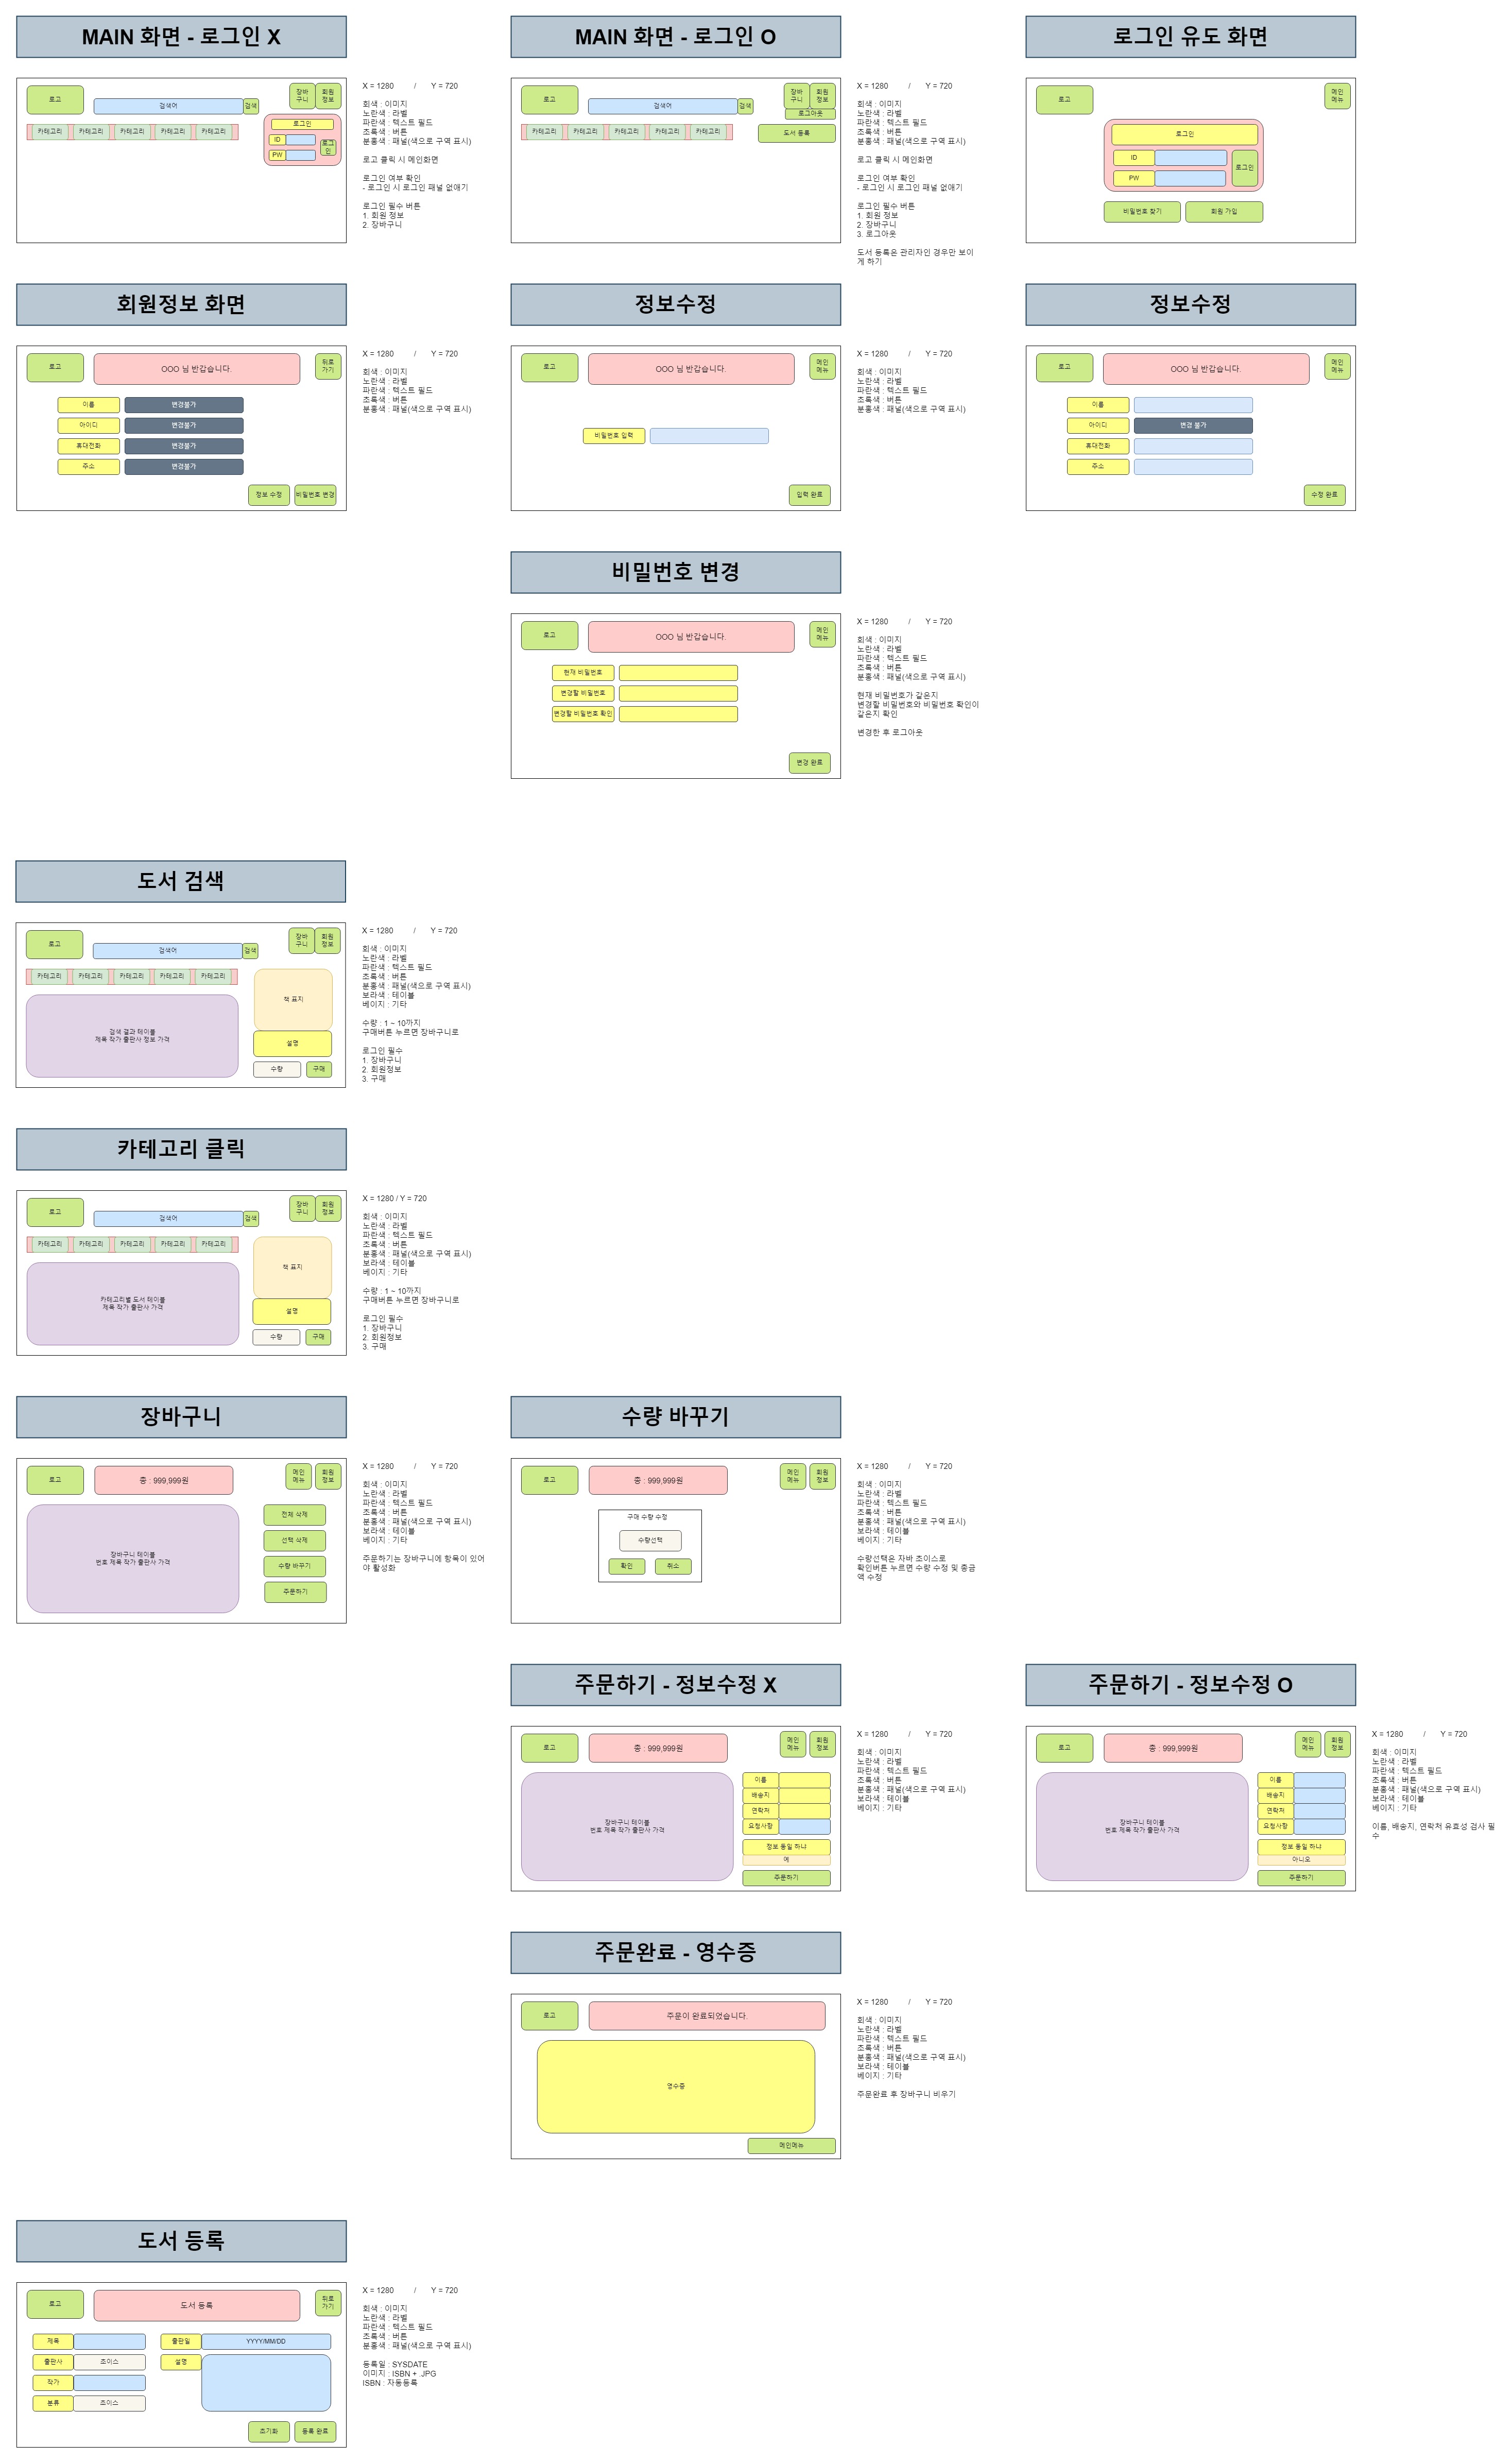 MAIN 화면 - 로그인 X
로고
검색어
검색
장바
구니
회원
정보
카테고리
카테고리
카테고리
카테고리
카테고리
로그인
ID
PW
로그
인
X = 1280 / Y = 720
회색 : 이미지
노란색 : 라벨
파란색 : 텍스트 필드
초록색 : 버튼
분홍색 : 패널(색으로 구역 표시)
로고 클릭 시 메인화면
로그인 여부 확인
- 로그인 시 로그인 패널 없애기
로그인 필수 버튼
1. 회원 정보
2. 장바구니
MAIN 화면 - 로그인 O
로고
검색어
검색
장바
구니
회원
정보
로그아웃
카테고리
카테고리
카테고리
카테고리
카테고리
도서 등록
X = 1280 / Y = 720
회색 : 이미지
노란색 : 라벨
파란색 : 텍스트 필드
초록색 : 버튼
분홍색 : 패널(색으로 구역 표시)
로고 클릭 시 메인화면
로그인 여부 확인
- 로그인 시 로그인 패널 없애기
로그인 필수 버튼
1. 회원 정보
2. 장바구니
3. 로그아웃
도서 등록은 관리자인 경우만 보이
게 하기
로그인 유도 화면
로고
메인
메뉴
로그인
ID
PW
로그인
비밀번호 찾기
회원 가입
회원정보 화면
로고
OOO 님 반갑습니다.
뒤로
가기
이름
변경불가
아이디
변경불가
휴대전화
변경불가
주소
변경불가
정보 수정
비밀번호 변경
X = 1280 / Y = 720
회색 : 이미지
노란색 : 라벨
파란색 : 텍스트 필드
초록색 : 버튼
분홍색 : 패널(색으로 구역 표시)
정보수정
로고
OOO 님 반갑습니다.
메인
메뉴
비밀번호 입력
입력 완료
X = 1280 / Y = 720
회색 : 이미지
노란색 : 라벨
파란색 : 텍스트 필드
초록색 : 버튼
분홍색 : 패널(색으로 구역 표시)
정보수정
로고
OOO 님 반갑습니다.
메인
메뉴
이름
아이디
변경 불가
휴대전화
주소
수정 완료
비밀번호 변경
로고
OOO 님 반갑습니다.
메인
메뉴
현재 비밀번호
변경할 비밀번호
변경할 비밀번호 확인
변경 완료
X = 1280 / Y = 720
회색 : 이미지
노란색 : 라벨
파란색 : 텍스트 필드
초록색 : 버튼
분홍색 : 패널(색으로 구역 표시)
현재 비밀번호가 같은지
변경할 비밀번호와 비밀번호 확인이
같은지 확인
변경한 후 로그아웃
도서 검색
로고
검색어
검색
장바
구니
회원
정보
카테고리
카테고리
카테고리
카테고리
카테고리
책 표지
검색 결과 테이블
제목 작가 출판사 정보 가격
설명
수량
구매
X = 1280 / Y = 720
회색 : 이미지
노란색 : 라벨
파란색 : 텍스트 필드
초록색 : 버튼
분홍색 : 패널(색으로 구역 표시)
보라색 : 테이블
베이지 : 기타
수량 : 1 ~ 10까지
구매버튼 누르면 장바구니로
로그인 필수
1. 장바구니
2. 회원정보
3. 구매
카테고리 클릭
로고
검색어
검색
장바
구니
회원
정보
카테고리
카테고리
카테고리
카테고리
카테고리
책 표지
카테고리별 도서 테이블
제목 작가 출판사 가격
설명
수량
구매
X = 1280 / Y = 720
회색 : 이미지
노란색 : 라벨
파란색 : 텍스트 필드
초록색 : 버튼
분홍색 : 패널(색으로 구역 표시)
보라색 : 테이블
베이지 : 기타
수량 : 1 ~ 10까지
구매버튼 누르면 장바구니로
로그인 필수
1. 장바구니
2. 회원정보
3. 구매
장바구니
로고
총 : 999,999원
메인
메뉴
회원
정보
장바구니 테이블
번호 제목 작가 출판사 가격
전체 삭제
선택 삭제
수량 바꾸기
주문하기
X = 1280 / Y = 720
회색 : 이미지
노란색 : 라벨
파란색 : 텍스트 필드
초록색 : 버튼
분홍색 : 패널(색으로 구역 표시)
보라색 : 테이블
베이지 : 기타
주문하기는 장바구니에 항목이 있어
야 활성화
수량 바꾸기
로고
총 : 999,999원
메인
메뉴
회원
정보
구매 수량 수정
수량선택
확인
취소
X = 1280 / Y = 720
회색 : 이미지
노란색 : 라벨
파란색 : 텍스트 필드
초록색 : 버튼
분홍색 : 패널(색으로 구역 표시)
보라색 : 테이블
베이지 : 기타
수량선택은 자바 초이스로
확인버튼 누르면 수량 수정 및 총금
액 수정
주문하기 - 정보수정 X
로고
총 : 999,999원
메인
메뉴
회원
정보
장바구니 테이블
번호 제목 작가 출판사 가격
이름
배송지
연락처
요청사항
정보 동일 하냐
예
주문하기
X = 1280 / Y = 720
회색 : 이미지
노란색 : 라벨
파란색 : 텍스트 필드
초록색 : 버튼
분홍색 : 패널(색으로 구역 표시)
보라색 : 테이블
베이지 : 기타
주문하기 - 정보수정 O
로고
총 : 999,999원
메인
메뉴
회원
정보
장바구니 테이블
번호 제목 작가 출판사 가격
이름
배송지
연락처
요청사항
정보 동일 하냐
아니오
주문하기
X = 1280 / Y = 720
회색 : 이미지
노란색 : 라벨
파란색 : 텍스트 필드
초록색 : 버튼
분홍색 : 패널(색으로 구역 표시)
보라색 : 테이블
베이지 : 기타
이름, 배송지, 연락처 유효성 검사 필
수
주문완료 - 영수증
로고
주문이 완료되었습니다.
영수증
메인메뉴
X = 1280 / Y = 720
회색 : 이미지
노란색 : 라벨
파란색 : 텍스트 필드
초록색 : 버튼
분홍색 : 패널(색으로 구역 표시)
보라색 : 테이블
베이지 : 기타
주문완료 후 장바구니 비우기
도서 등록
로고
도서 등록
뒤로
가기
제목
출판일
YYYY/MM/DD
출판사
초이스
설명
작가
분류
초이스
초기화
등록 완료
X = 1280 / Y = 720
회색 : 이미지
노란색 : 라벨
파란색 : 텍스트 필드
초록색 : 버튼
분홍색 : 패널(색으로 구역 표시)
등록일 : SYSDATE
이미지 : ISBN + .JPG
ISBN : 자동등록